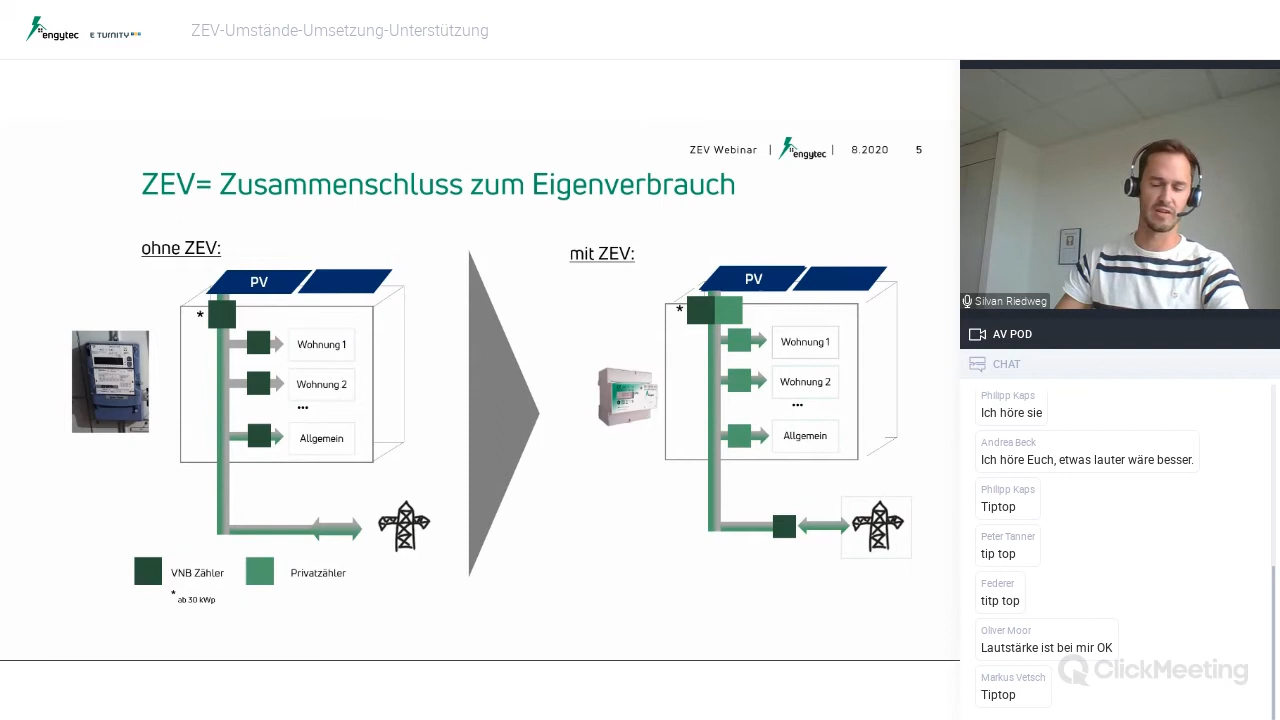 engytec
E TURNITY
ZEV-Umstände-Umsetzung-Unterstützung
ZEV Webinar | engytec | 8.2020 5
ZEV= Zusammenschluss zum Eigenverbrauch
ohne ZEV:
PV
*
Wohnung 1
Wohnung 2
...
Allgemein
mit ZEV:
PV
*
Wohnung 1
Wohnung 2
...
Allgemein
VNB Zähler
Privatzähler
* ab 30 kWp
Silvan Riedweg
AV POD
CHAT
Philipp Kaps
Ich höre sie
Andrea Beck
Ich höre Euch, etwas lauter wäre besser.
Philipp Kaps
Tiptop
Peter Tanner
tip top
Federer
titp top
Oliver Moor
Lautstärke ist bei mir OK
Markus Vetsch
Tiptop
ClickMeeting